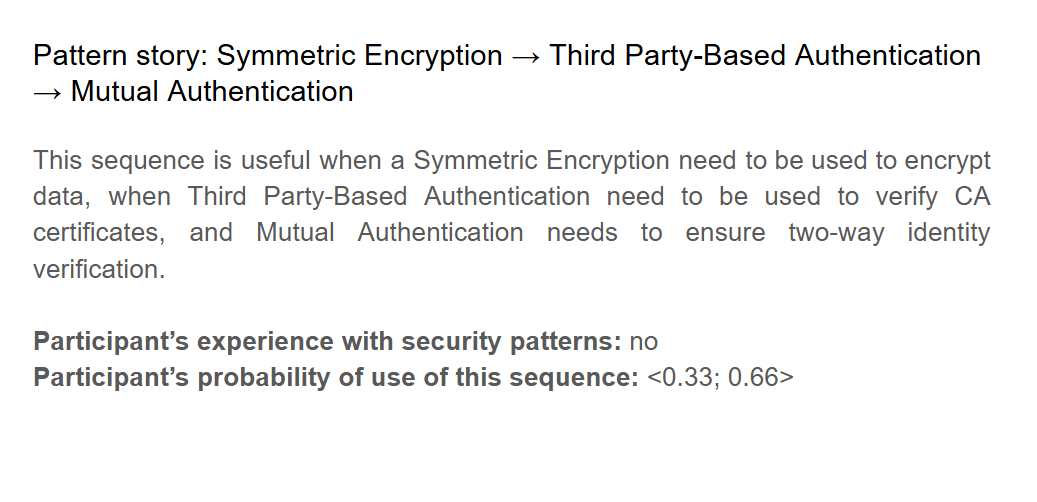 Pattern story: Symmetric Encryption → Third Party-Based Authentication
→ Mutual Authentication
This sequence is useful when a Symmetric Encryption need to be used to encrypt
data, when Third Party-Based Authentication need to be used to verify CA
certificates, and Mutual Authentication needs to ensure two-way identity
verification.
Participant’s experience with security patterns: no
Participant’s probability of use of this sequence: <0.33; 0.66>